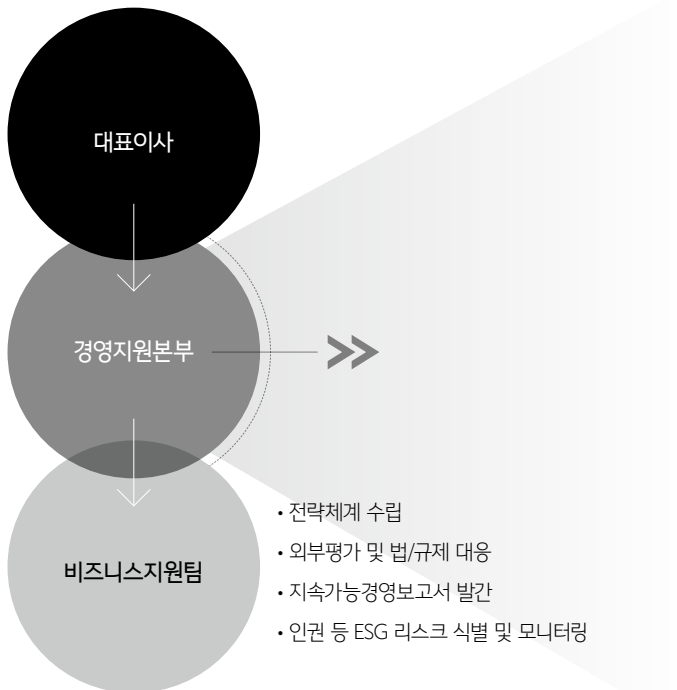 대표이사
경영지원본부
비즈니스지원팀
• 전략체계 수립
• 외부평가 및 법/규제 대응
• 지속가능경영보고서 발간
• 인권 등 ESG 리스크 식별 및 모니터링